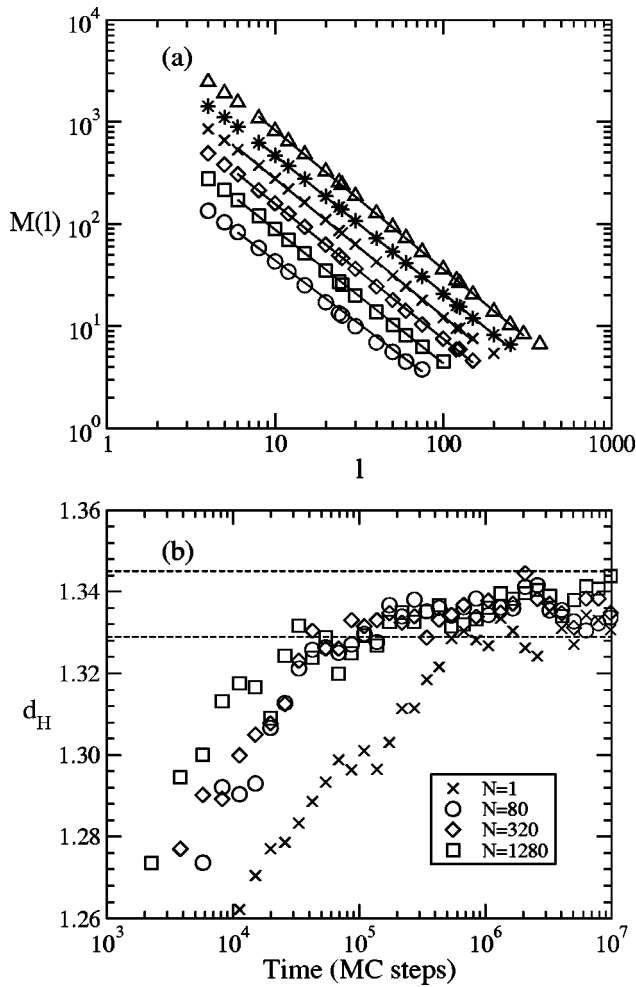 10^4
(a)
10^3
M(l)
10^2
10^1
10^0
1 10 100 1000
l
1.36
(b)
1.34
1.32
d_H
1.30
N=1
N=80
1.28
N=320
N=1280
1.26
10^3 10^4 10^5 10^6 10^7
Time (MC steps)